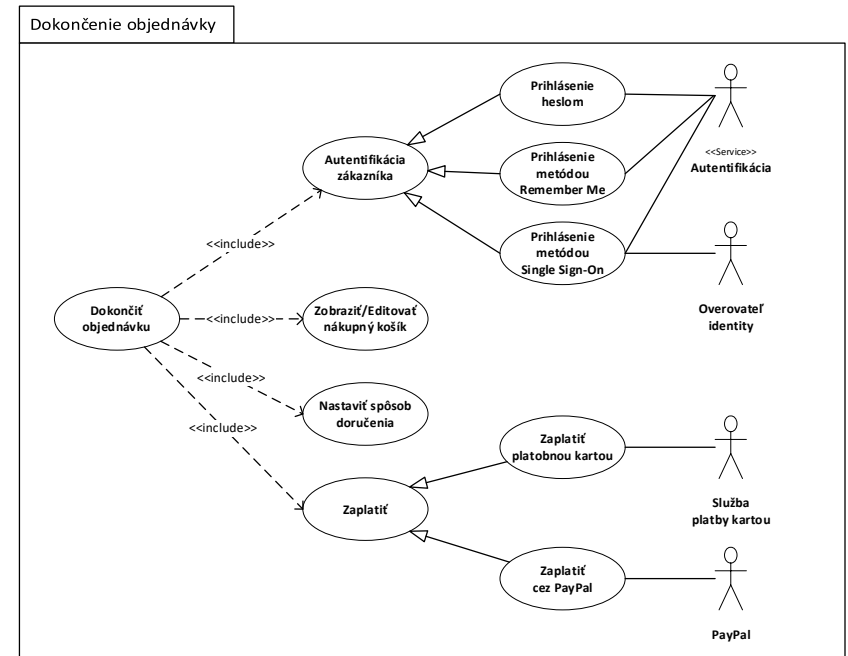 Dokončenie objednávky
Prihlásenie
heslom
<<Service>>
Autentifikácia
Autentifikácia
zákazníka
Prihlásenie
metódou
Remember Me
Prihlásenie
metódou
Single Sign-On
Overovateľ
identity
<<include>>
Dokončiť
objednávku
<<include>>
Zobraziť/Editovať
nákupný košík
<<include>>
Nastaviť spôsob
doručenia
<<include>>
Zaplatiť
Zaplatiť
platobnou kartou
Služba
platby kartou
Zaplatiť
cez PayPal
PayPal